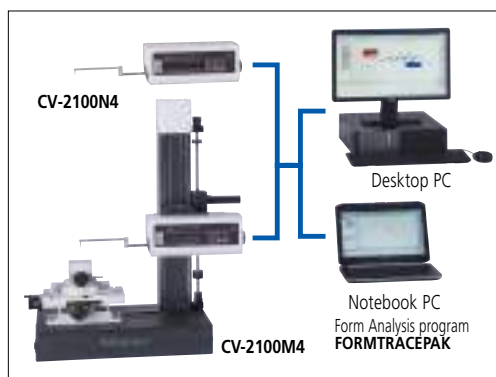 CV-2100N4
Desktop PC
Notebook PC
Form Analysis program
FORMTRACEPAK
CV-2100M4